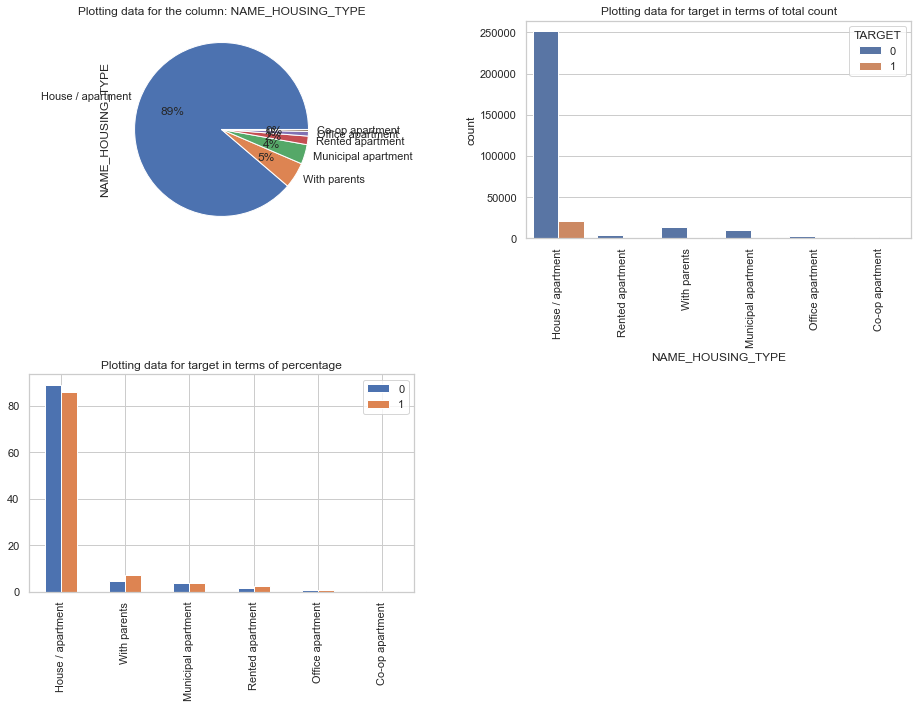 Plotting data for the column: NAME_HOUSING_TYPE
NAME_HOUSING_TYPE
House / apartment
89%
Co-op apartment
Office apartment
Rented apartment
4%
Municipal apartment
5%
With parents
Plotting data for target in terms of total count
TARGET
0
1
count
250000
200000
150000
100000
50000
0
House / apartment
Rented apartment
With parents
Municipal apartment
Office apartment
Co-op apartment
NAME_HOUSING_TYPE
Plotting data for target in terms of percentage
0
1
80
60
40
20
0
House / apartment
With parents
Municipal apartment
Rented apartment
Office apartment
Co-op apartment